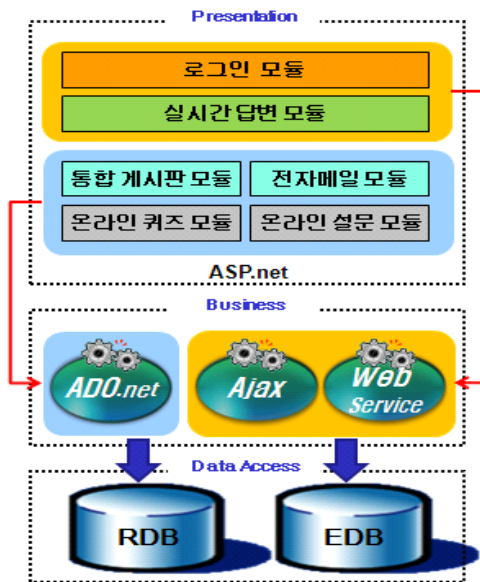 Presentation
로그인 모듈
실시간 답변 모듈
통합 게시판 모듈
전자메일 모듈
온라인 퀴즈 모듈
온라인 설문 모듈
ASP.net
Business
ADO.net
Ajax
Web
Service
Data Access
RDB
EDB